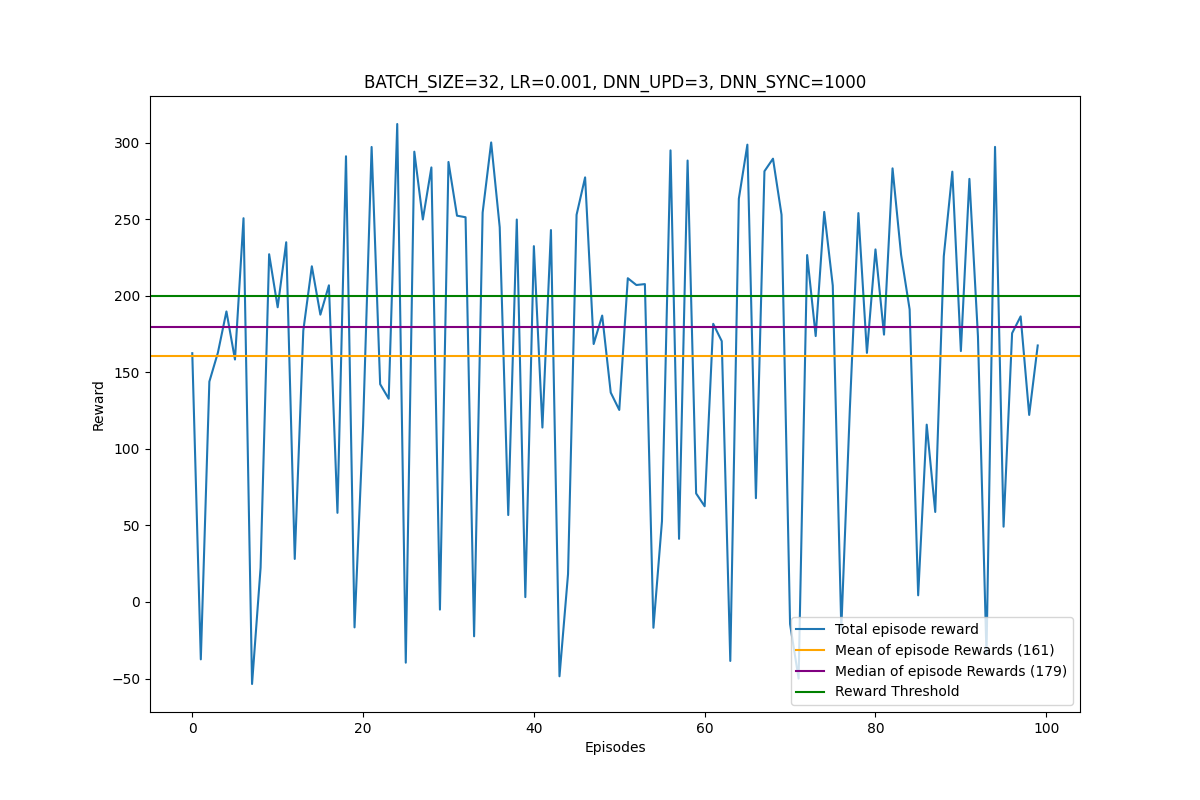 BATCH_SIZE=32, LR=0.001, DNN_UPD=3, DNN_SYNC=1000
300
250
200
150
100
50
0
−50
Reward
0
20
40
60
80
100
Episodes
Total episode reward
Mean of episode Rewards (161)
Median of episode Rewards (179)
Reward Threshold